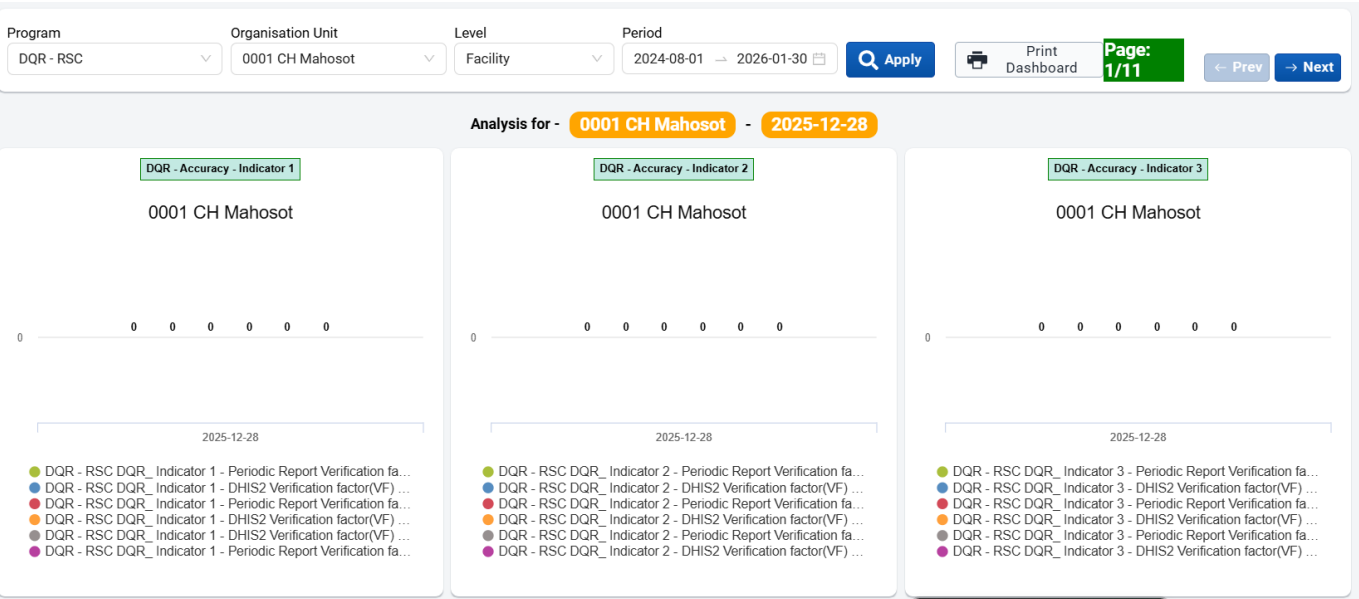 Program
Organisation Unit
Level
Period
DQR - RSC
0001 CH Mahosot
Facility
2024-08-01 → 2026-01-30
Apply
Print Dashboard
Page: 1/11
← Prev
→ Next
Analysis for - 0001 CH Mahosot - 2025-12-28
DQR - Accuracy - Indicator 1
0001 CH Mahosot
0 0 0 0 0 0
0
2025-12-28
DQR - RSC DQR_ Indicator 1 - Periodic Report Verification fa...
DQR - RSC DQR_ Indicator 1 - DHIS2 Verification factor(VF) ...
DQR - RSC DQR_ Indicator 1 - Periodic Report Verification fa...
DQR - RSC DQR_ Indicator 1 - DHIS2 Verification factor(VF) ...
DQR - RSC DQR_ Indicator 1 - DHIS2 Verification factor(VF) ...
DQR - RSC DQR_ Indicator 1 - Periodic Report Verification fa...
DQR - Accuracy - Indicator 2
0001 CH Mahosot
0 0 0 0 0 0
0
2025-12-28
DQR - RSC DQR_ Indicator 2 - Periodic Report Verification fa...
DQR - RSC DQR_ Indicator 2 - DHIS2 Verification factor(VF) ...
DQR - RSC DQR_ Indicator 2 - Periodic Report Verification fa...
DQR - RSC DQR_ Indicator 2 - DHIS2 Verification factor(VF) ...
DQR - RSC DQR_ Indicator 2 - Periodic Report Verification fa...
DQR - RSC DQR_ Indicator 2 - DHIS2 Verification factor(VF) ...
DQR - Accuracy - Indicator 3
0001 CH Mahosot
0 0 0 0 0 0
0
2025-12-28
DQR - RSC DQR_ Indicator 3 - Periodic Report Verification fa...
DQR - RSC DQR_ Indicator 3 - DHIS2 Verification factor(VF) ...
DQR - RSC DQR_ Indicator 3 - Periodic Report Verification fa...
DQR - RSC DQR_ Indicator 3 - DHIS2 Verification factor(VF) ...
DQR - RSC DQR_ Indicator 3 - Periodic Report Verification fa...
DQR - RSC DQR_ Indicator 3 - DHIS2 Verification factor(VF) ...